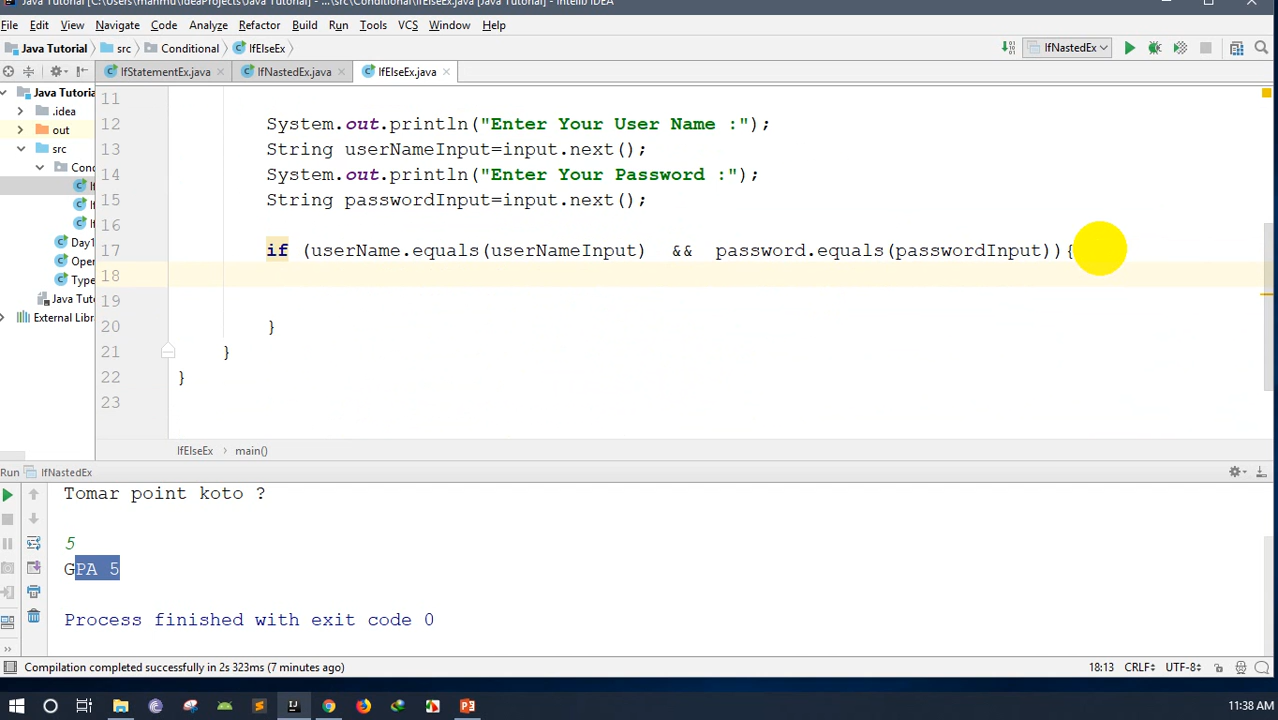 Java Tutorial [C:\Users\mahmu\IdeaProjects\Java Tutorial] - ...\src\Conditional\IfElseEx.java [Java Tutorial] - IntelliJ IDEA
File Edit View Navigate Code Analyze Refactor Build Run Tools VCS Window Help
Java Tutorial src Conditional IfElseEx IfNastedEx
IfStatementEx.java IfNastedEx.java IfElseEx.java
Java Tutoria
.idea
out
src
Con
If
If
If
Day1
Oper
Type
Java Tuto
External Libr
11
12 System.out.println("Enter Your User Name :");
13 String userNameInput=input.next();
14 System.out.println("Enter Your Password :");
15 String passwordInput=input.next();
16
17 if (userName.equals(userNameInput) && password.equals(passwordInput)){
18
19
20 }
21 }
22 }
23
IfElseEx › main()
Run IfNastedEx
Tomar point koto ?
5
GPA 5
Process finished with exit code 0
Compilation completed successfully in 2s 323ms (7 minutes ago) 18:13 CRLF UTF-8
11:38 AM